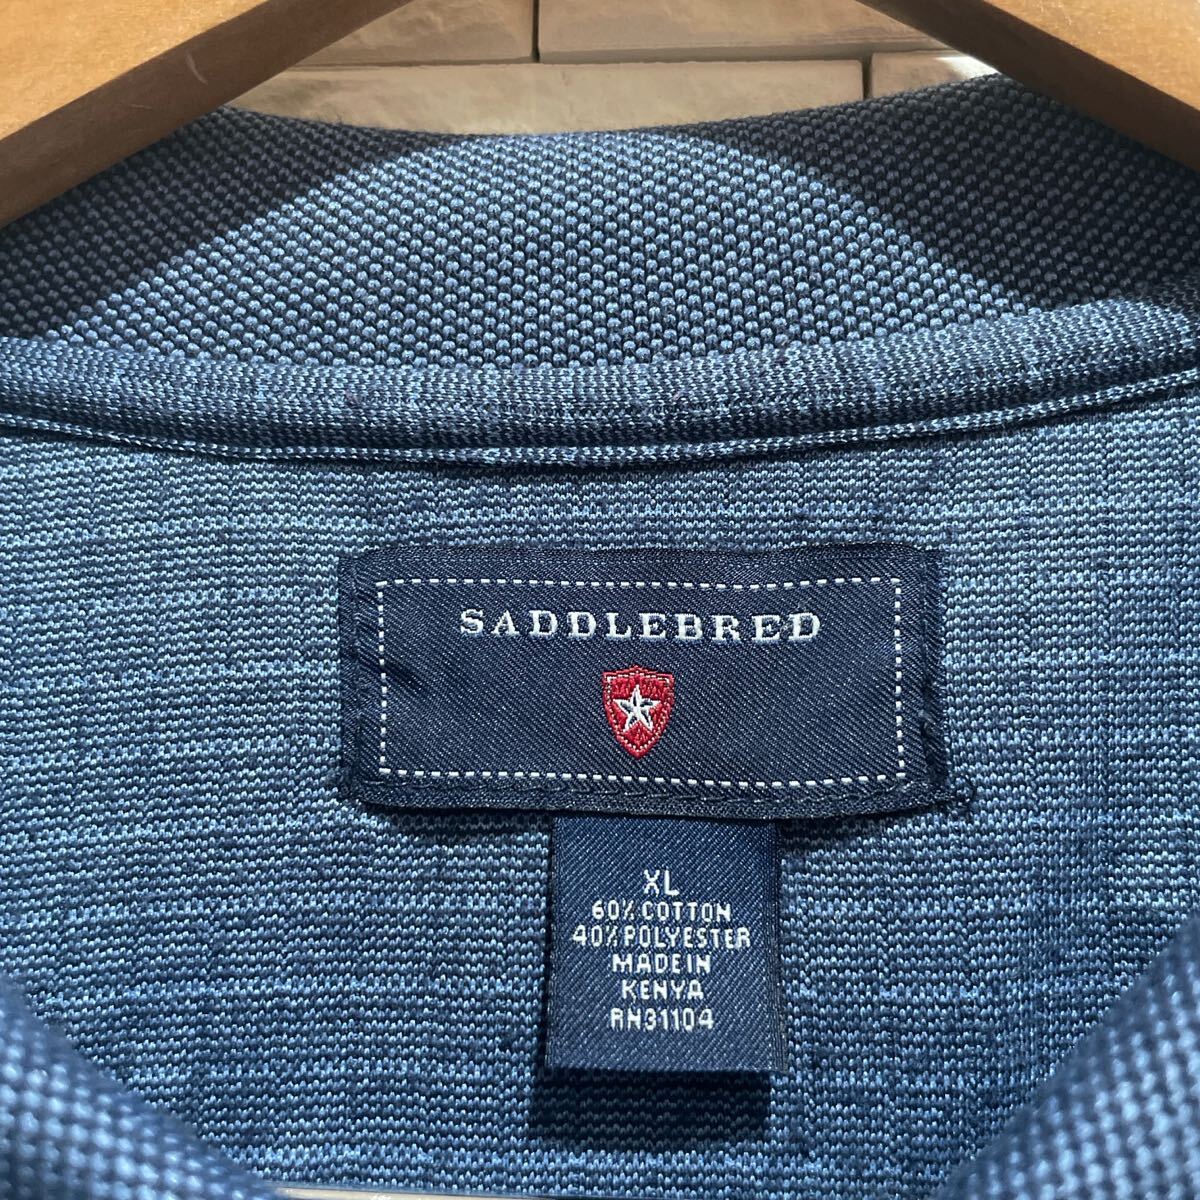 SADDLEBRED
XL
60% COTTON
40% POLYESTER
MADE IN
KENYA
RN31104